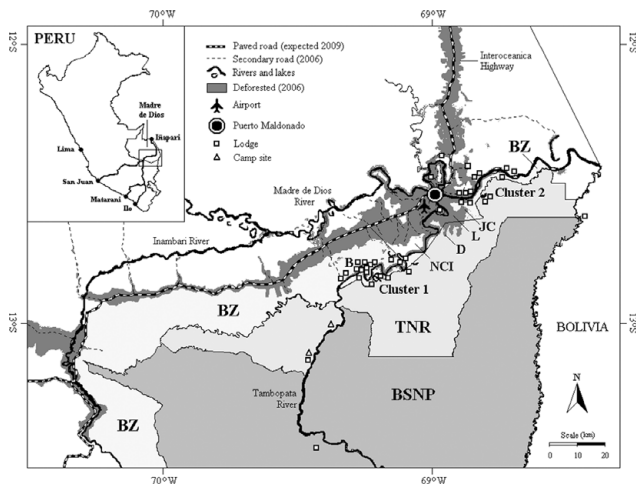 70°W
69°W
12°S
12°S
PERU
Madre
de Dios
Iñapari
Lima
San Juan
Matarani
Ilo
Paved road (expected 2009)
Secondary road (2006)
Rivers and lakes
Deforested (2006)
Airport
Puerto Maldonado
Lodge
Camp site
Interoceanica
Highway
BZ
Cluster 2
Madre de Dios
River
JC
L
D
Inambari River
NCI
B
Cluster 1
BZ
TNR
13°S
13°S
BOLIVIA
BSNP
Tambopata
River
N
BZ
Scale (km)
0 10 20
70°W
69°W